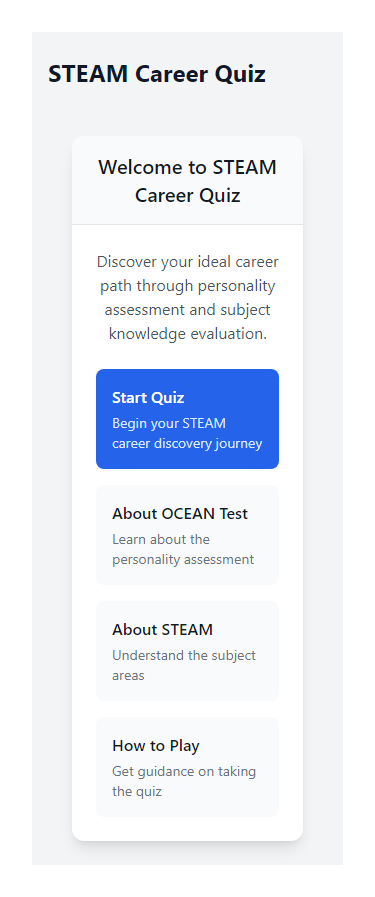 STEAM Career Quiz
Welcome to STEAM
Career Quiz
Discover your ideal career
path through personality
assessment and subject
knowledge evaluation.
Start Quiz
Begin your STEAM
career discovery journey
About OCEAN Test
Learn about the
personality assessment
About STEAM
Understand the subject
areas
How to Play
Get guidance on taking
the quiz